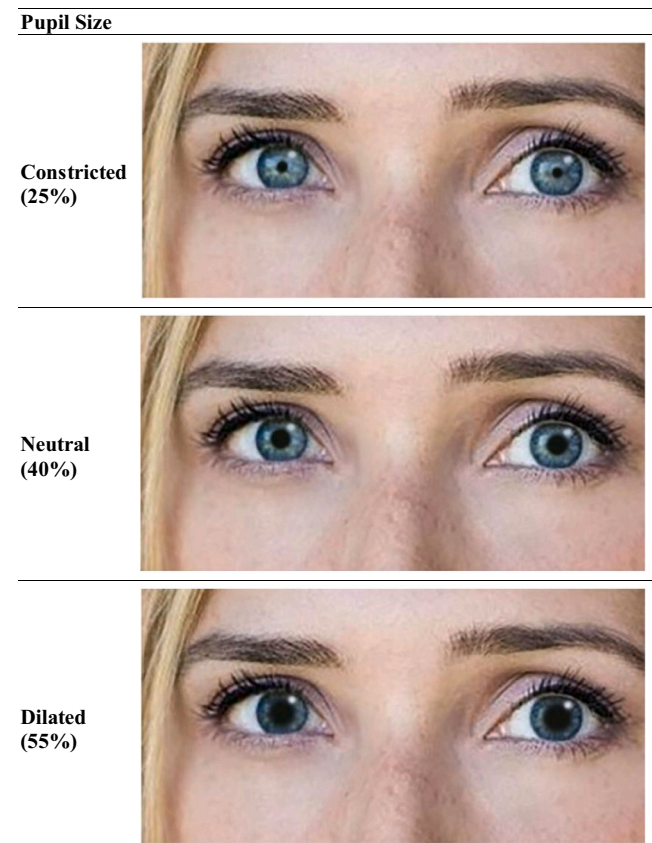 Pupil Size
Constricted
(25%)
Neutral
(40%)
Dilated
(55%)